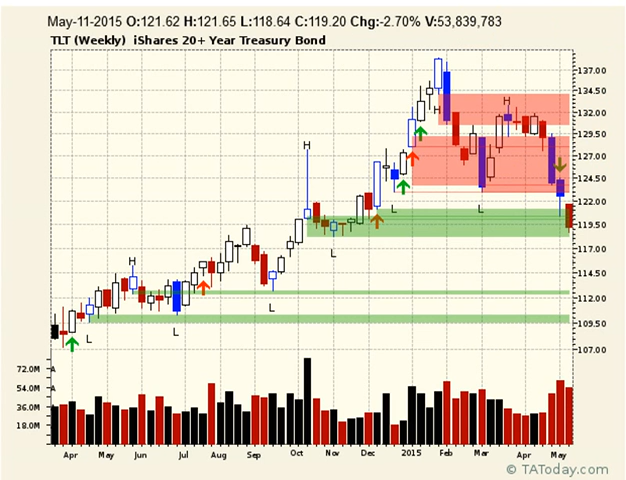 May-11-2015 O:121.62 H:121.65 L:118.64 C:119.20 Chg:-2.70% V:53,839,783
TLT (Weekly) iShares 20+ Year Treasury Bond
137.00
134.50
H
H
132.00
129.50
H
127.00
124.50
122.00
L
L
119.50
L
117.00
H
114.50
L
112.00
109.50
L
L
107.00
72.0M
A
54.0M
A
36.0M
A
18.0M
Apr May Jun Jul Aug Sep Oct Nov Dec 2015 Feb Mar Apr May
© TAToday.com